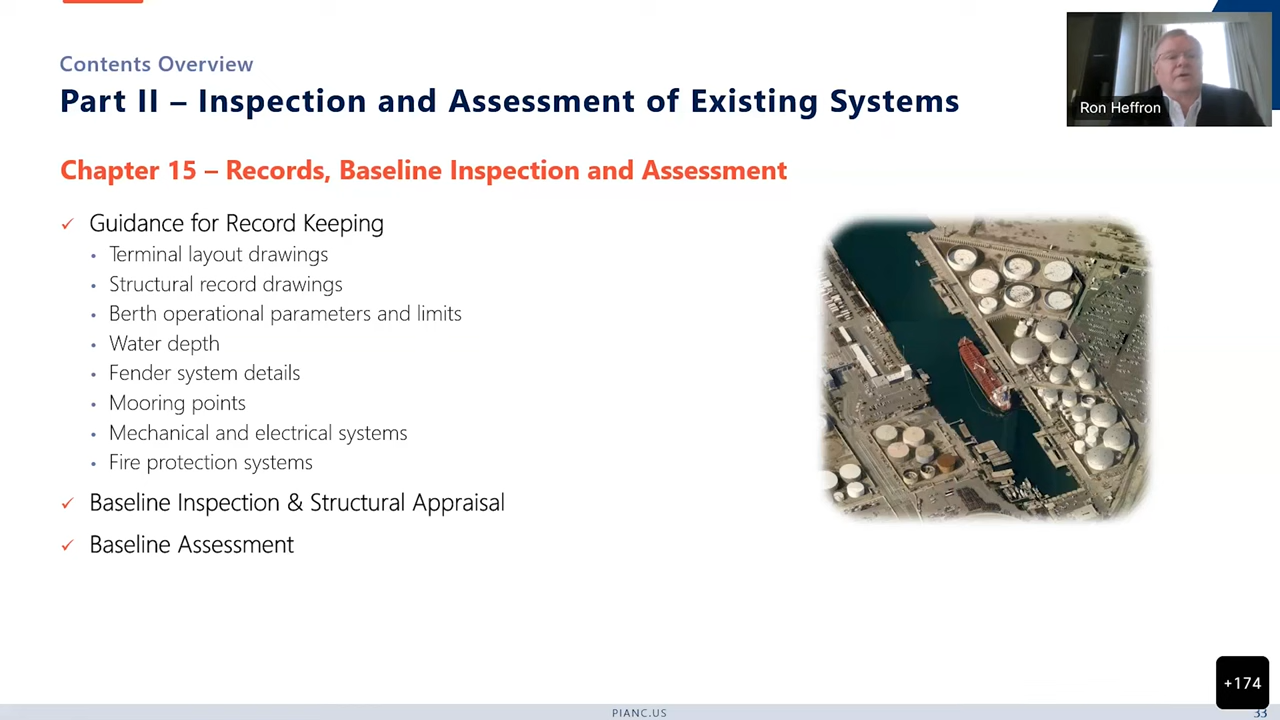 Contents Overview
Part II – Inspection and Assessment of Existing Systems
Ron Heffron
Chapter 15 – Records, Baseline Inspection and Assessment
✓ Guidance for Record Keeping
• Terminal layout drawings
• Structural record drawings
• Berth operational parameters and limits
• Water depth
• Fender system details
• Mooring points
• Mechanical and electrical systems
• Fire protection systems
✓ Baseline Inspection & Structural Appraisal
✓ Baseline Assessment
+174
PIANC.US
33